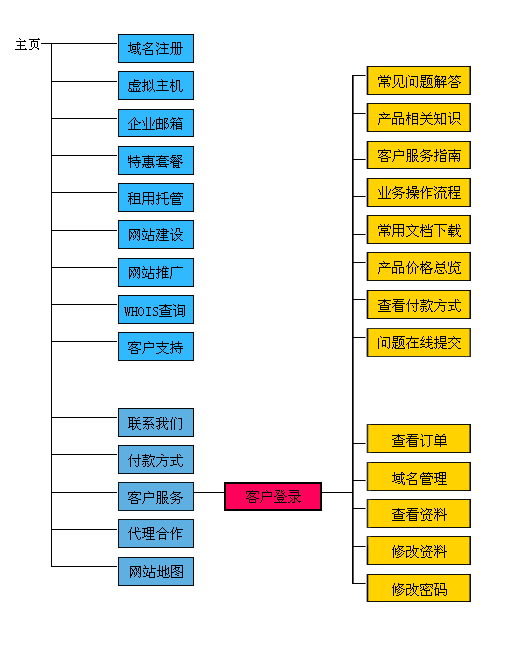 主页
域名注册
虚拟主机
企业邮箱
特惠套餐
租用托管
网站建设
网站推广
WHOIS查询
客户支持
联系我们
付款方式
客户服务
代理合作
网站地图
客户登录
常见问题解答
产品相关知识
客户服务指南
业务操作流程
常用文档下载
产品价格总览
查看付款方式
问题在线提交
查看订单
域名管理
查看资料
修改资料
修改密码